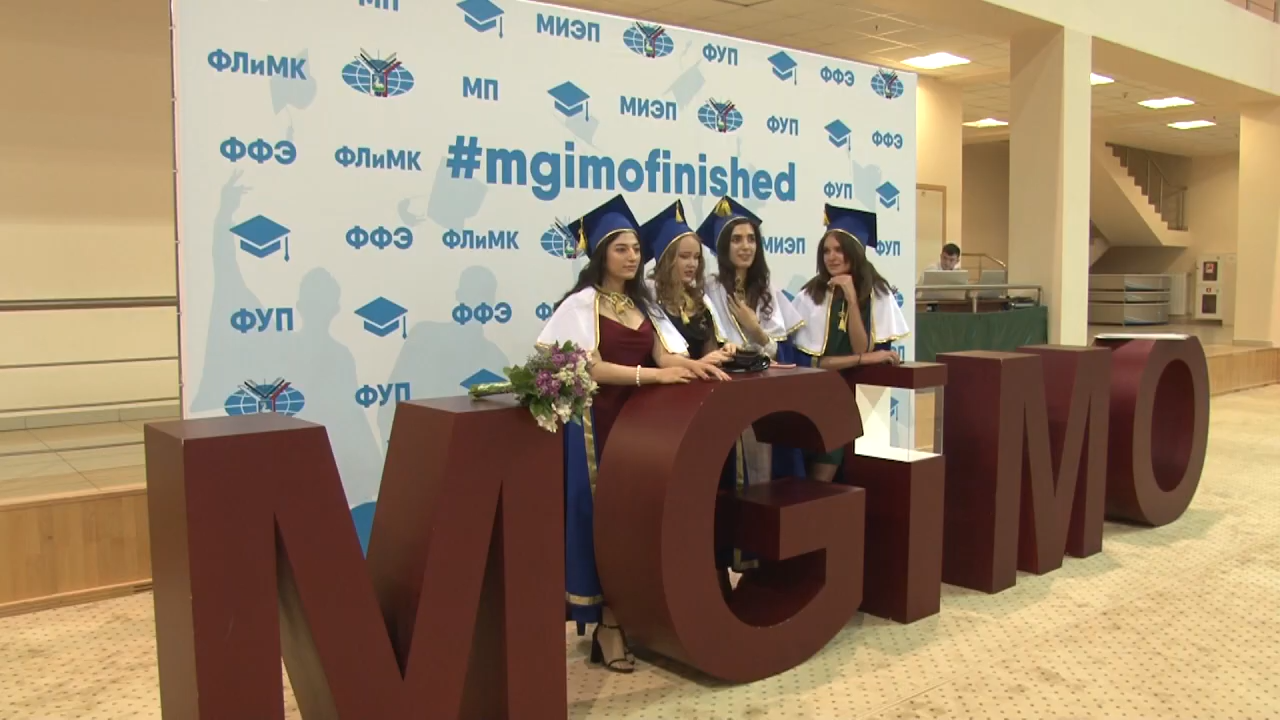 МП МИЭП ФУП ФФЭ
ФЛиМК МП МИЭП ФУП ФФЭ
ФФЭ ФЛиМК #mgimofinished ФУП
ФФЭ ФЛиМК МИЭП ФУП
ФУП ФФЭ
ФУП
MGiMO